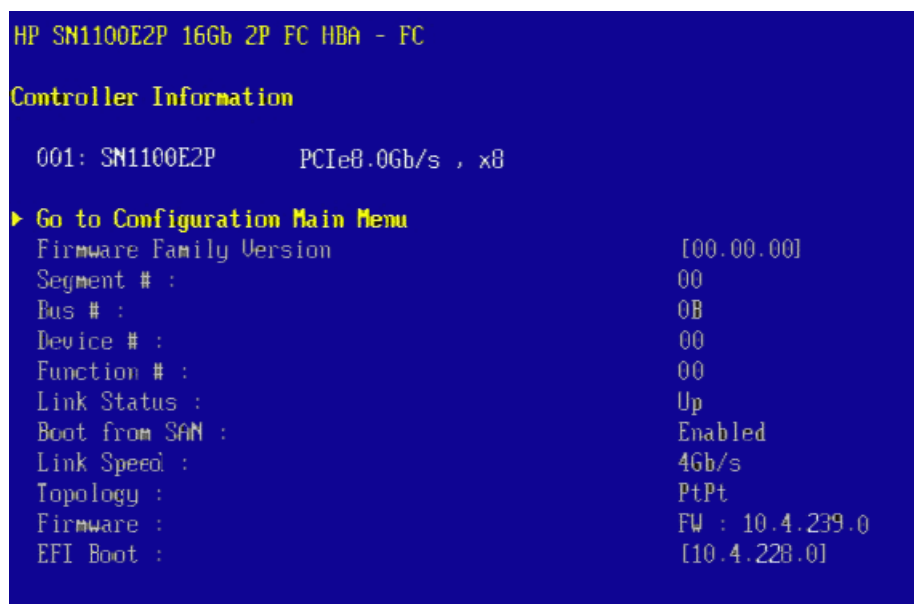 HP SN1100E2P 16Gb 2P FC HBA - FC
Controller Information
001: SN1100E2P PCIe8.0Gb/s , x8
Go to Configuration Main Menu
Firmware Family Version [00.00.00]
Segment # : 00
Bus # : 0B
Device # : 00
Function # : 00
Link Status : Up
Boot from SAN : Enabled
Link Speed : 4Gb/s
Topology : PtPt
Firmware : FW : 10.4.239.0
EFI Boot : [10.4.228.0]